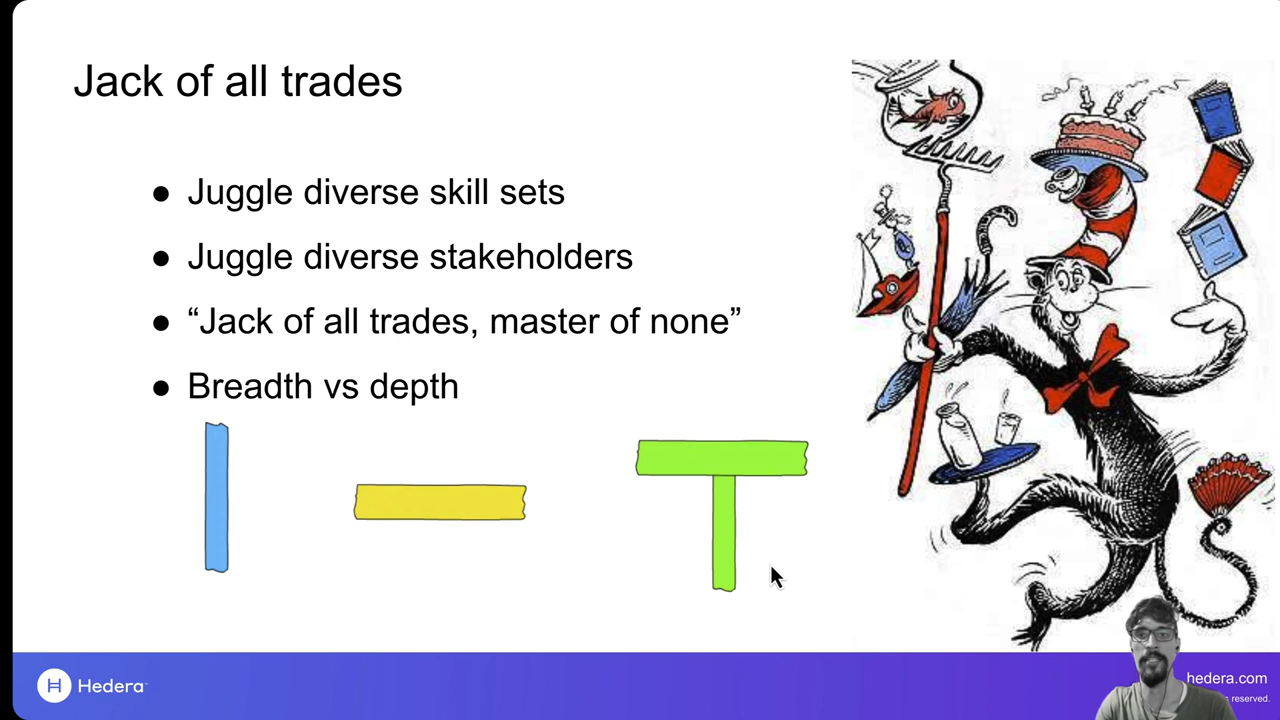 Jack of all trades
● Juggle diverse skill sets
● Juggle diverse stakeholders
● “Jack of all trades, master of none”
● Breadth vs depth
Hedera
hedera.com
reserved.